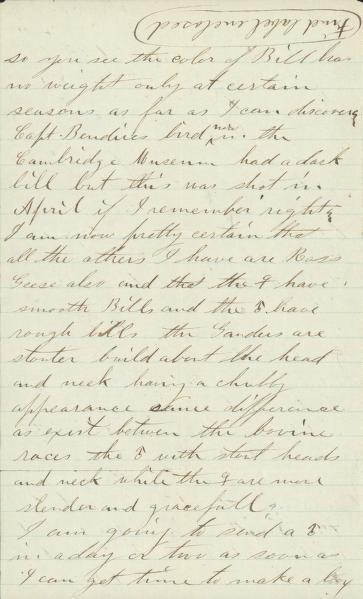 Find label enclosed
so you see the color of Bill has
no weight only at certain
seasons as far as I can discover
Capt. Bendires bird now in the
Cambridge Museum had a dark
bill but this was shot in
April if I remember rightly
I am now pretty certain that
all the others I have are Ross
Geese also and that the ♀ have
smooth Bills and the ♂ have
rough bills the Ganders are
stouter build about the head
and neck having a chubby
appearance same difference
as exist between the bovine
races the ♂ with stout heads
and neck while the ♀ are more
slender and gracefull
I am going to send a ♂
in a day or two as soon as
I can get time to make a box